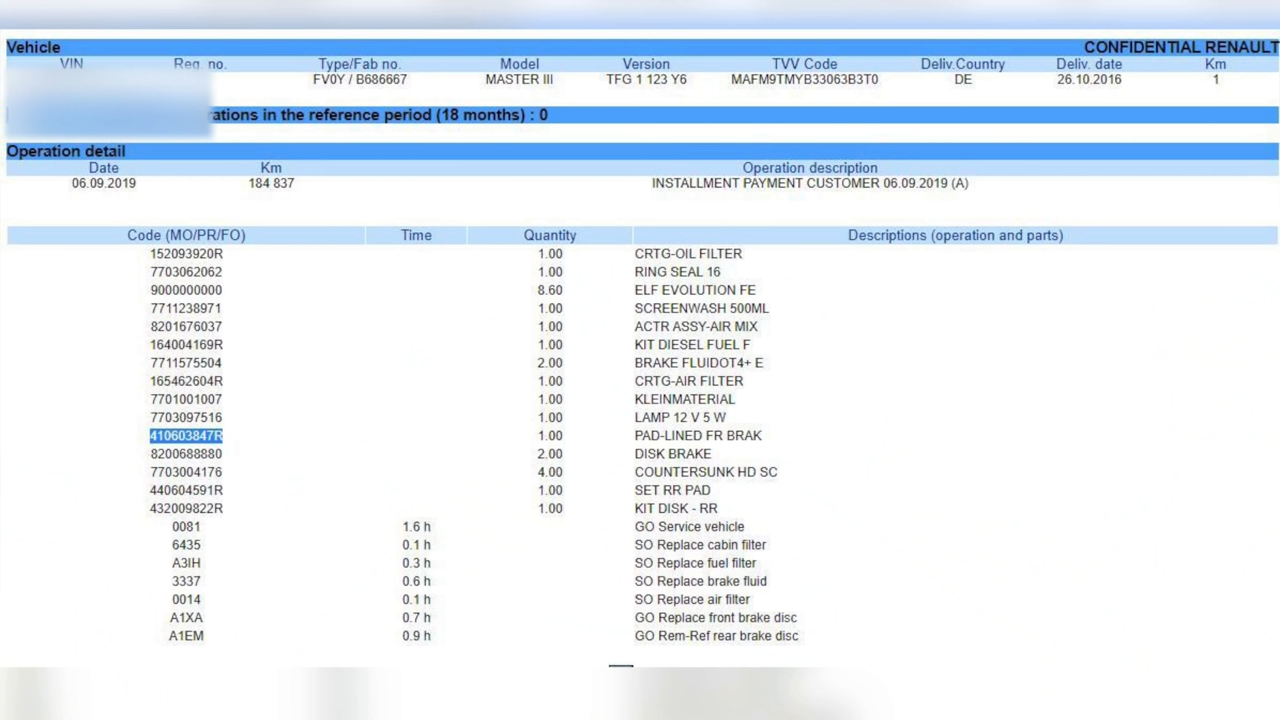 Vehicle CONFIDENTIAL RENAULT
VIN Reg. no. Type/Fab no. Model Version TVV Code Deliv.Country Deliv. date Km
FV0Y / B686667 MASTER III TFG 1 123 Y6 MAFM9TMYB33063B3T0 DE 26.10.2016 1
rations in the reference period (18 months) : 0
Operation detail
Date Km Operation description
06.09.2019 184 837 INSTALLMENT PAYMENT CUSTOMER 06.09.2019 (A)
Code (MO/PR/FO) Time Quantity Descriptions (operation and parts)
152093920R 1.00 CRTG-OIL FILTER
7703062062 1.00 RING SEAL 16
9000000000 8.60 ELF EVOLUTION FE
7711238971 1.00 SCREENWASH 500ML
8201676037 1.00 ACTR ASSY-AIR MIX
164004169R 1.00 KIT DIESEL FUEL F
7711575504 2.00 BRAKE FLUIDOT4+ E
165462604R 1.00 CRTG-AIR FILTER
7701001007 1.00 KLEINMATERIAL
7703097516 1.00 LAMP 12 V 5 W
410603847R 1.00 PAD-LINED FR BRAK
8200688880 2.00 DISK BRAKE
7703004176 4.00 COUNTERSUNK HD SC
440604591R 1.00 SET RR PAD
432009822R 1.00 KIT DISK - RR
0081 1.6 h GO Service vehicle
6435 0.1 h SO Replace cabin filter
A3IH 0.3 h SO Replace fuel filter
3337 0.6 h SO Replace brake fluid
0014 0.1 h SO Replace air filter
A1XA 0.7 h GO Replace front brake disc
A1EM 0.9 h GO Rem-Ref rear brake disc